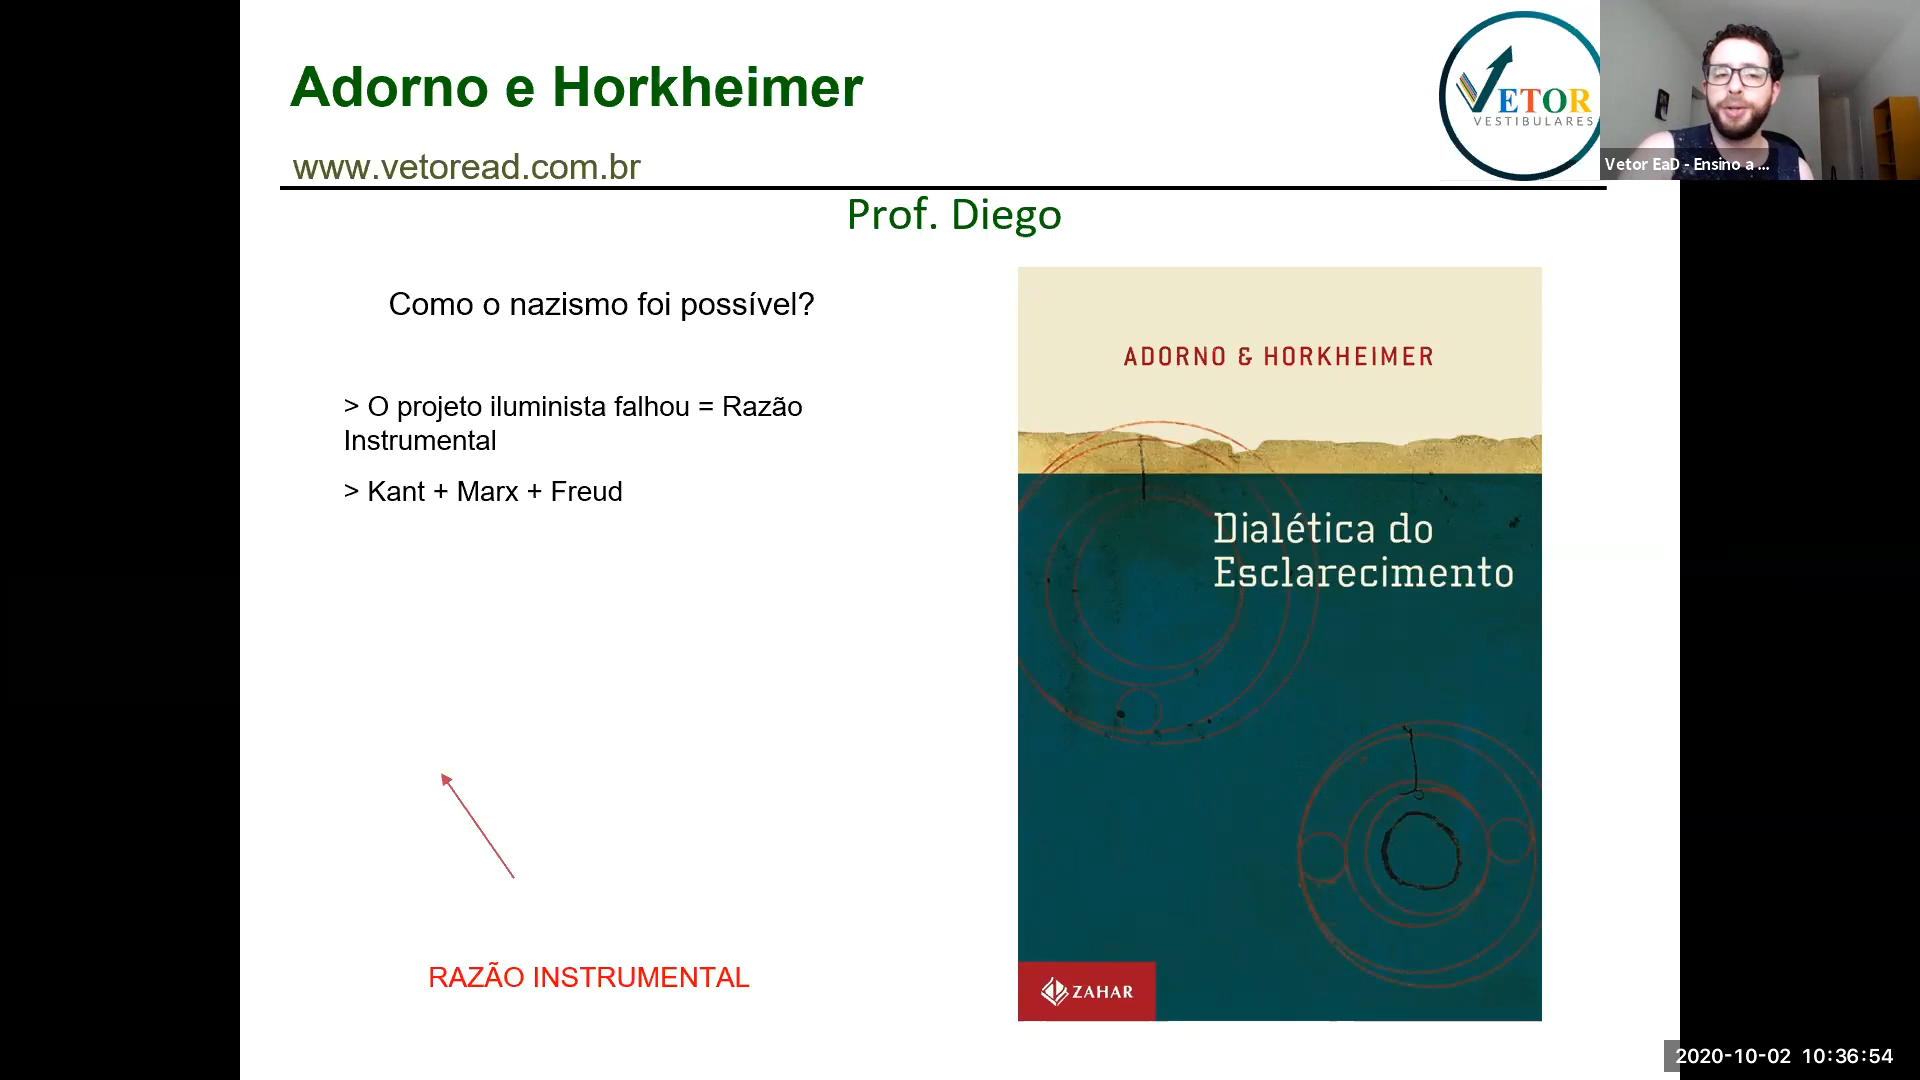 Adorno e Horkheimer
www.vetoread.com.br
VETOR
VESTIBULARES
Vetor EaD - Ensino a ...
Prof. Diego
Como o nazismo foi possível?
> O projeto iluminista falhou = Razão
Instrumental
> Kant + Marx + Freud
RAZÃO INSTRUMENTAL
ADORNO & HORKHEIMER
Dialética do
Esclarecimento
ZAHAR
2020-10-02 10:36:54